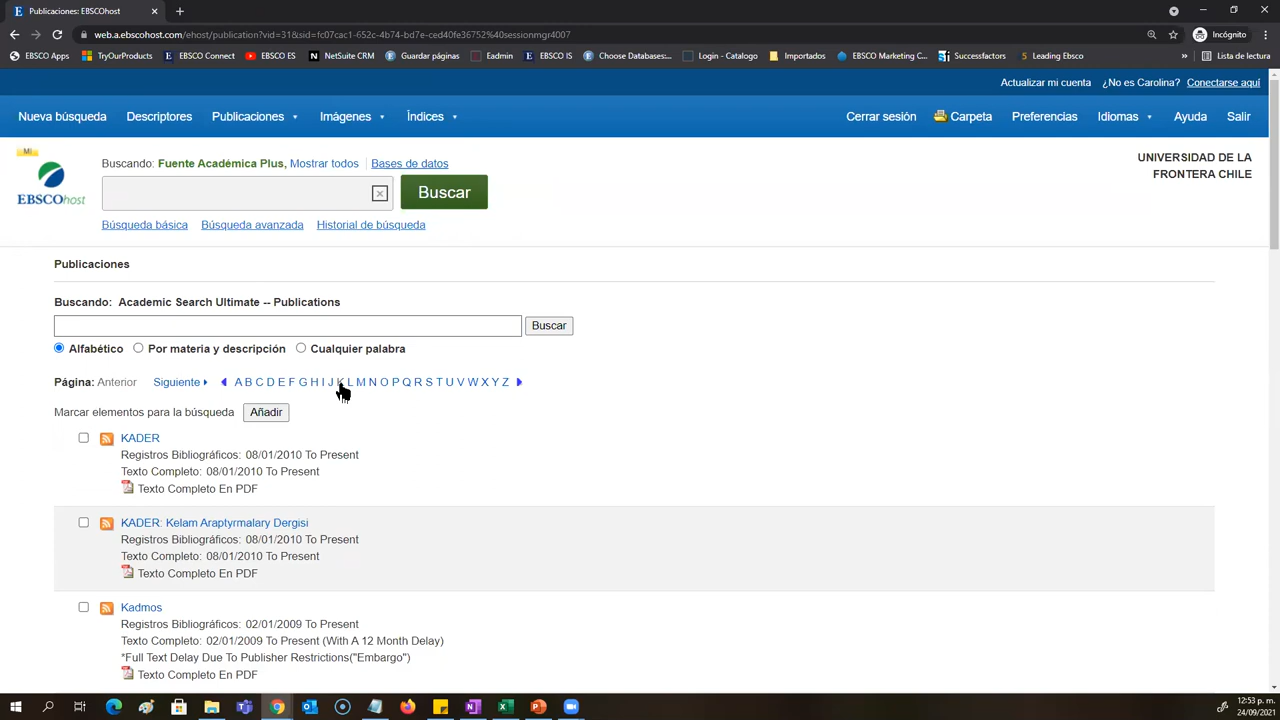 Publicaciones: EBSCOhost
web.a.ebscohost.com/ehost/publication?vid=31&sid=fc07cac1-652c-4b74-bd7e-ced40fe36752%40sessionmgr4007
Incógnito
EBSCO Apps TryOurProducts EBSCO Connect EBSCO ES NetSuite CRM Guardar páginas Eadmin EBSCO IS Choose Databases:... Login - Catalogo Importados EBSCO Marketing C... Successfactors Leading Ebsco » Lista de lectura
Actualizar mi cuenta ¿No es Carolina? Conectarse aquí
Nueva búsqueda Descriptores Publicaciones Imágenes Índices Cerrar sesión Carpeta Preferencias Idiomas Ayuda Salir
MI
EBSCOhost
Buscando: Fuente Académica Plus, Mostrar todos Bases de datos
UNIVERSIDAD DE LA
FRONTERA CHILE
Buscar
Búsqueda básica Búsqueda avanzada Historial de búsqueda
Publicaciones
Buscando: Academic Search Ultimate -- Publications
Buscar
Alfabético Por materia y descripción Cualquier palabra
Página: Anterior Siguiente A B C D E F G H I J K L M N O P Q R S T U V W X Y Z
Marcar elementos para la búsqueda Añadir
KADER
Registros Bibliográficos: 08/01/2010 To Present
Texto Completo: 08/01/2010 To Present
Texto Completo En PDF
KADER: Kelam Araptyrmalary Dergisi
Registros Bibliográficos: 08/01/2010 To Present
Texto Completo: 08/01/2010 To Present
Texto Completo En PDF
Kadmos
Registros Bibliográficos: 02/01/2009 To Present
Texto Completo: 02/01/2009 To Present (With A 12 Month Delay)
*Full Text Delay Due To Publisher Restrictions("Embargo")
Texto Completo En PDF
12:53 p. m.
24/09/2021